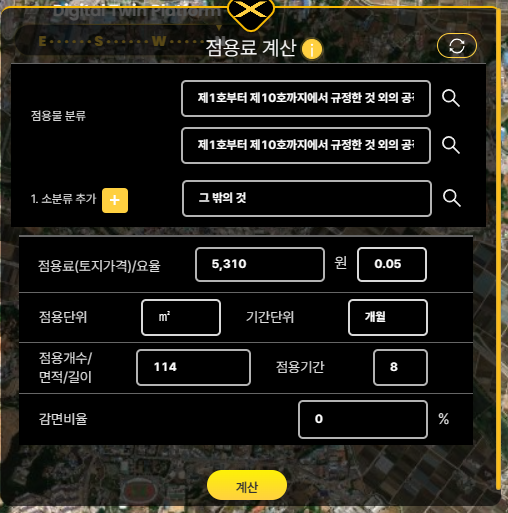 Digital Twin Platform
E S W
점용료 계산 i
점용물 분류
제1호부터 제10호까지에서 규정한 것 외의 공
제1호부터 제10호까지에서 규정한 것 외의 공
1. 소분류 추가 +
그 밖의 것
점용료(토지가격)/요율 5,310 원 0.05
점용단위 ㎡ 기간단위 개월
점용개수/
면적/길이
114 점용기간 8
감면비율 0 %
계산